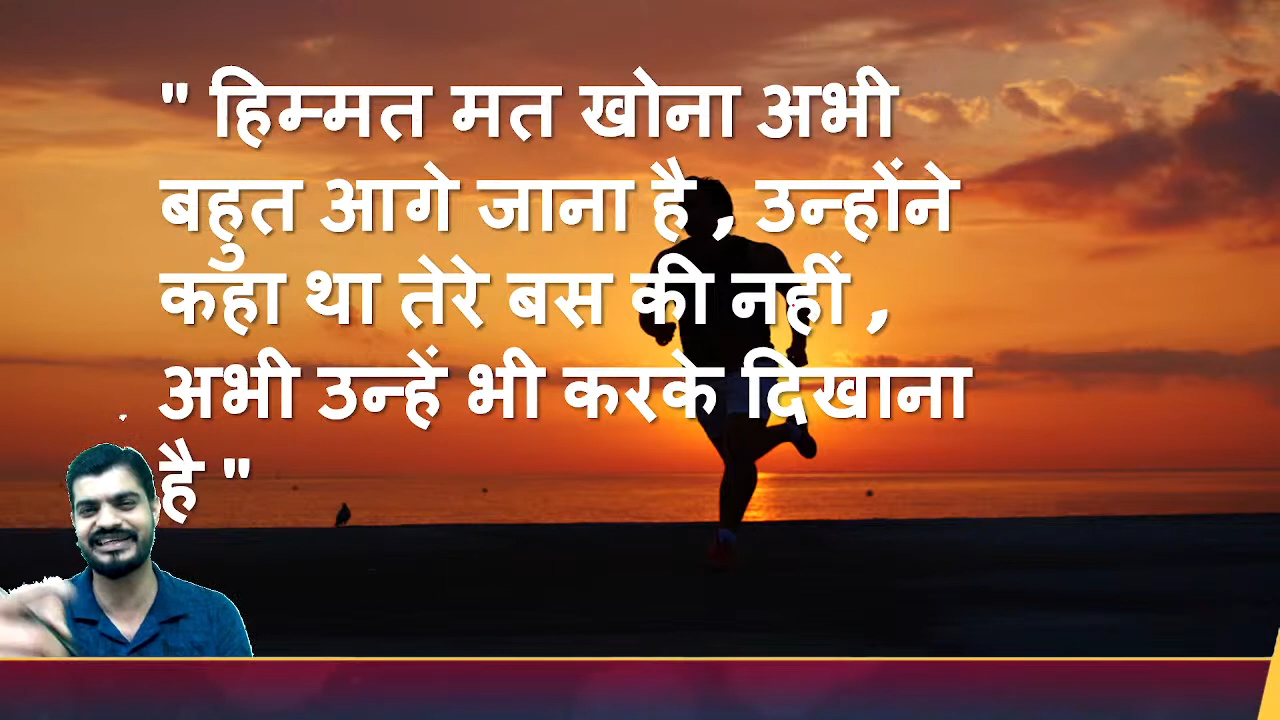 " हिम्मत मत खोना अभी
बहुत आगे जाना है , उन्होंने
कहा था तेरे बस की नहीं ,
अभी उन्हें भी करके दिखाना
है "